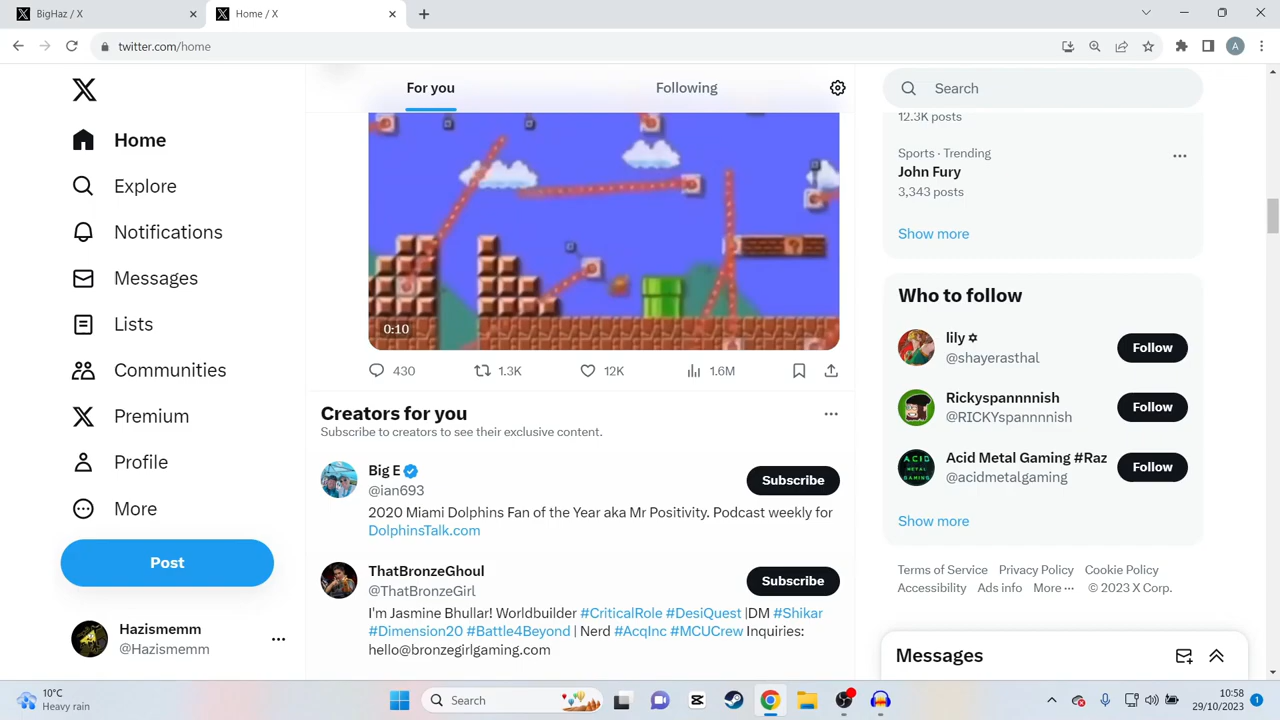 BigHaz / X
Home / X
twitter.com/home
A
For you
Following
Search
12.3K posts
Home
Sports · Trending
John Fury
3,343 posts
Explore
Notifications
Show more
Messages
Who to follow
Lists
0:10
lily ✡
@shayerasthal
Follow
Communities
430
1.3K
12K
1.6M
Rickyspannnnish
@RICKYspannnnish
Follow
Premium
Creators for you
Subscribe to creators to see their exclusive content.
Profile
Big E
@ian693
Subscribe
Acid Metal Gaming #Raz
@acidmetalgaming
Follow
ACID
METAL
GAMING
More
2020 Miami Dolphins Fan of the Year aka Mr Positivity. Podcast weekly for
DolphinsTalk.com
Show more
Post
ThatBronzeGhoul
@ThatBronzeGirl
Subscribe
Terms of Service Privacy Policy Cookie Policy
Accessibility Ads info More ··· © 2023 X Corp.
I'm Jasmine Bhullar! Worldbuilder #CriticalRole #DesiQuest |DM #Shikar
#Dimension20 #Battle4Beyond | Nerd #AcqInc #MCUCrew Inquiries:
hello@bronzegirlgaming.com
Hazismemm
@Hazismemm
Messages
10°C
Heavy rain
Search
10:58
29/10/2023
1